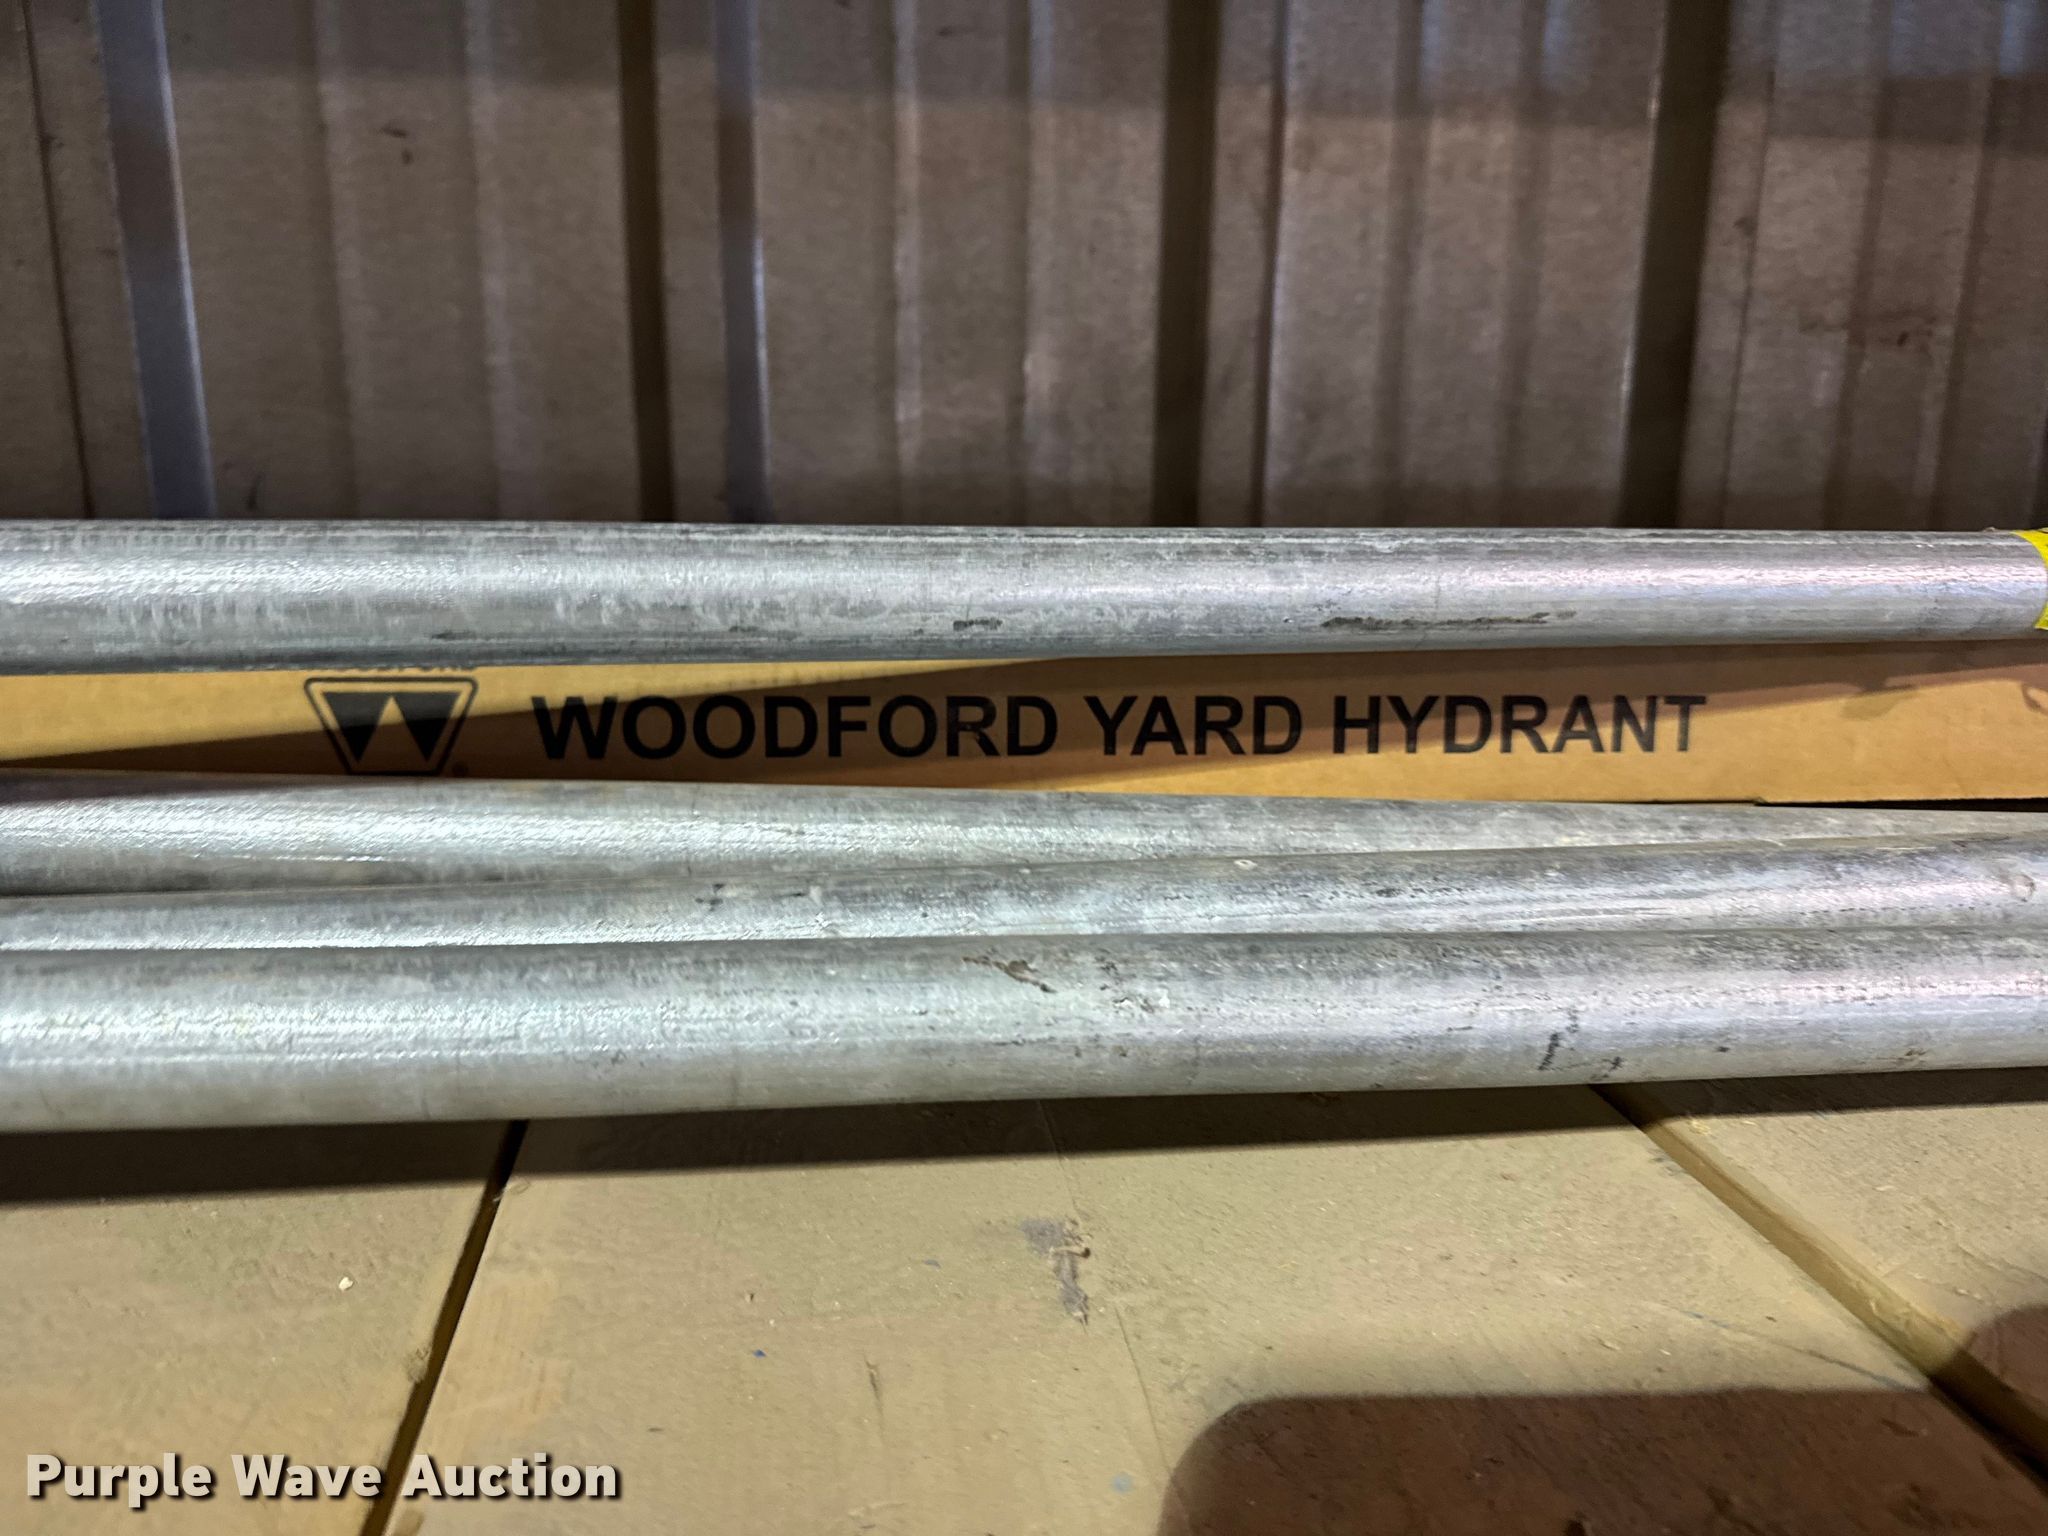 WOODFORD YARD HYDRANT
Purple Wave Auction